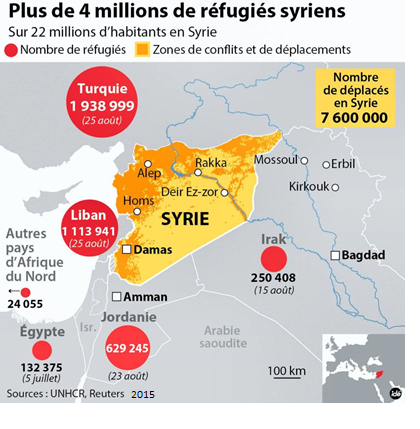 Plus de 4 millions de réfugiés syriens
Sur 22 millions d'habitants en Syrie
Nombre de réfugiés
Zones de conflits et de déplacements
Turquie
1 938 999
(25 août)
Nombre
de déplacés
en Syrie
7 600 000
Alep
Rakka
Mossoul
Erbil
Kirkouk
Deir Ez-zor
Homs
Liban
1 113 941
(25 août)
SYRIE
Damas
Irak
250 408
(15 août)
Bagdad
Autres
pays
d'Afrique
du Nord
24 055
Amman
Jordanie
629 245
(23 août)
Isr.
Égypte
132 375
(5 juillet)
Arabie
saoudite
100 km
Sources : UNHCR, Reuters 2015
idé